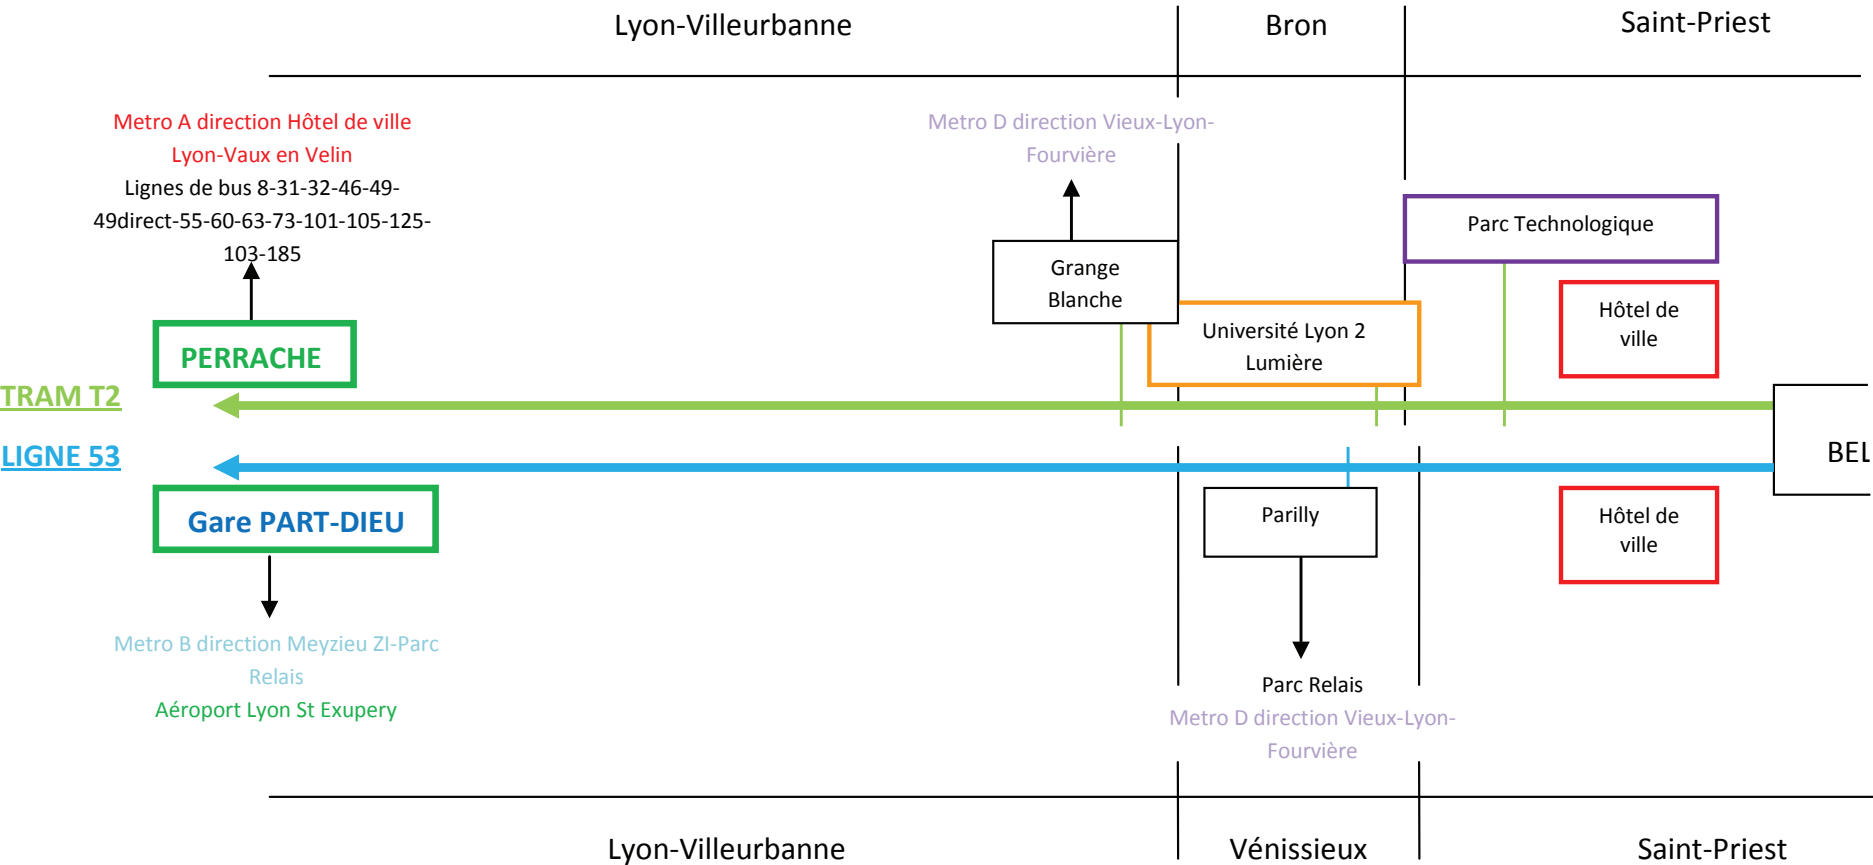 Lyon-Villeurbanne
Bron
Saint-Priest
Metro A direction Hôtel de ville
Lyon-Vaux en Velin
Lignes de bus 8-31-32-46-49-
49direct-55-60-63-73-101-105-125-
103-185
Metro D direction Vieux-Lyon-
Fourvière
Parc Technologique
Grange
Blanche
Hôtel de
ville
Université Lyon 2
Lumière
PERRACHE
TRAM T2
LIGNE 53
BEL
Gare PART-DIEU
Parilly
Hôtel de
ville
Metro B direction Meyzieu ZI-Parc
Relais
Aéroport Lyon St Exupery
Parc Relais
Metro D direction Vieux-Lyon-
Fourvière
Lyon-Villeurbanne
Vénissieux
Saint-Priest